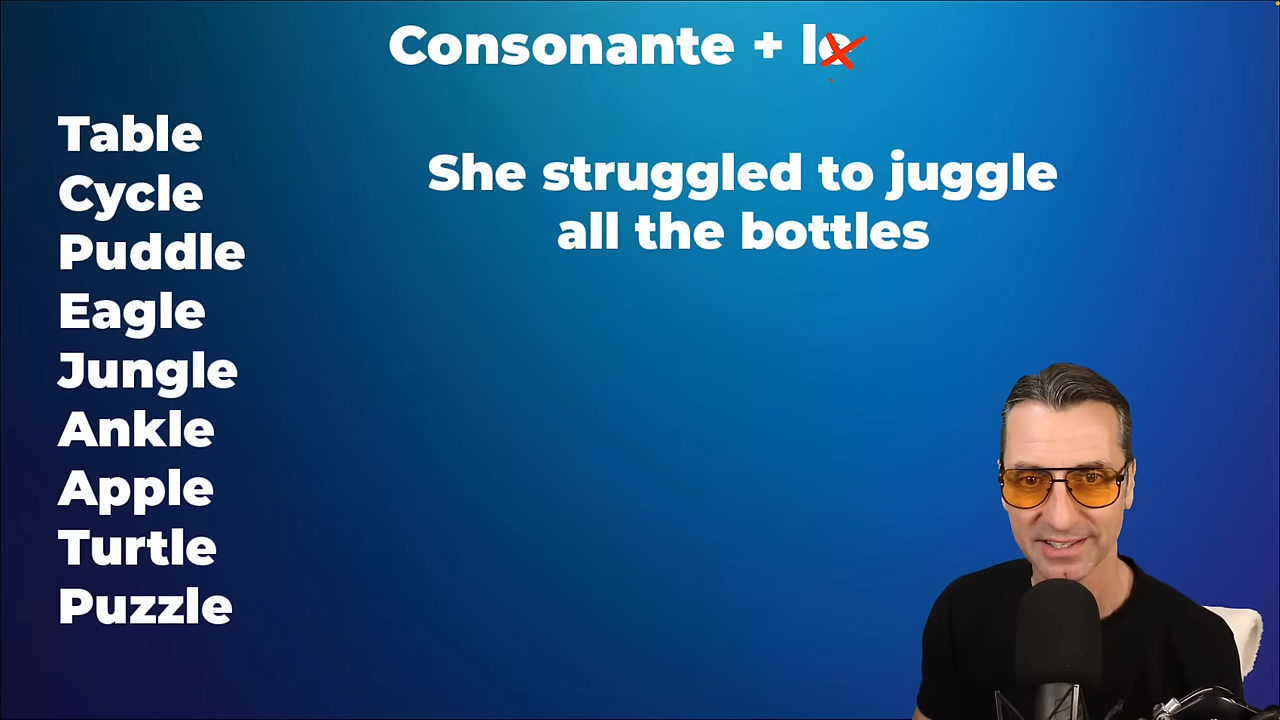 Consonante + le
Table
Cycle
Puddle
Eagle
Jungle
Ankle
Apple
Turtle
Puzzle
She struggled to juggle
all the bottles